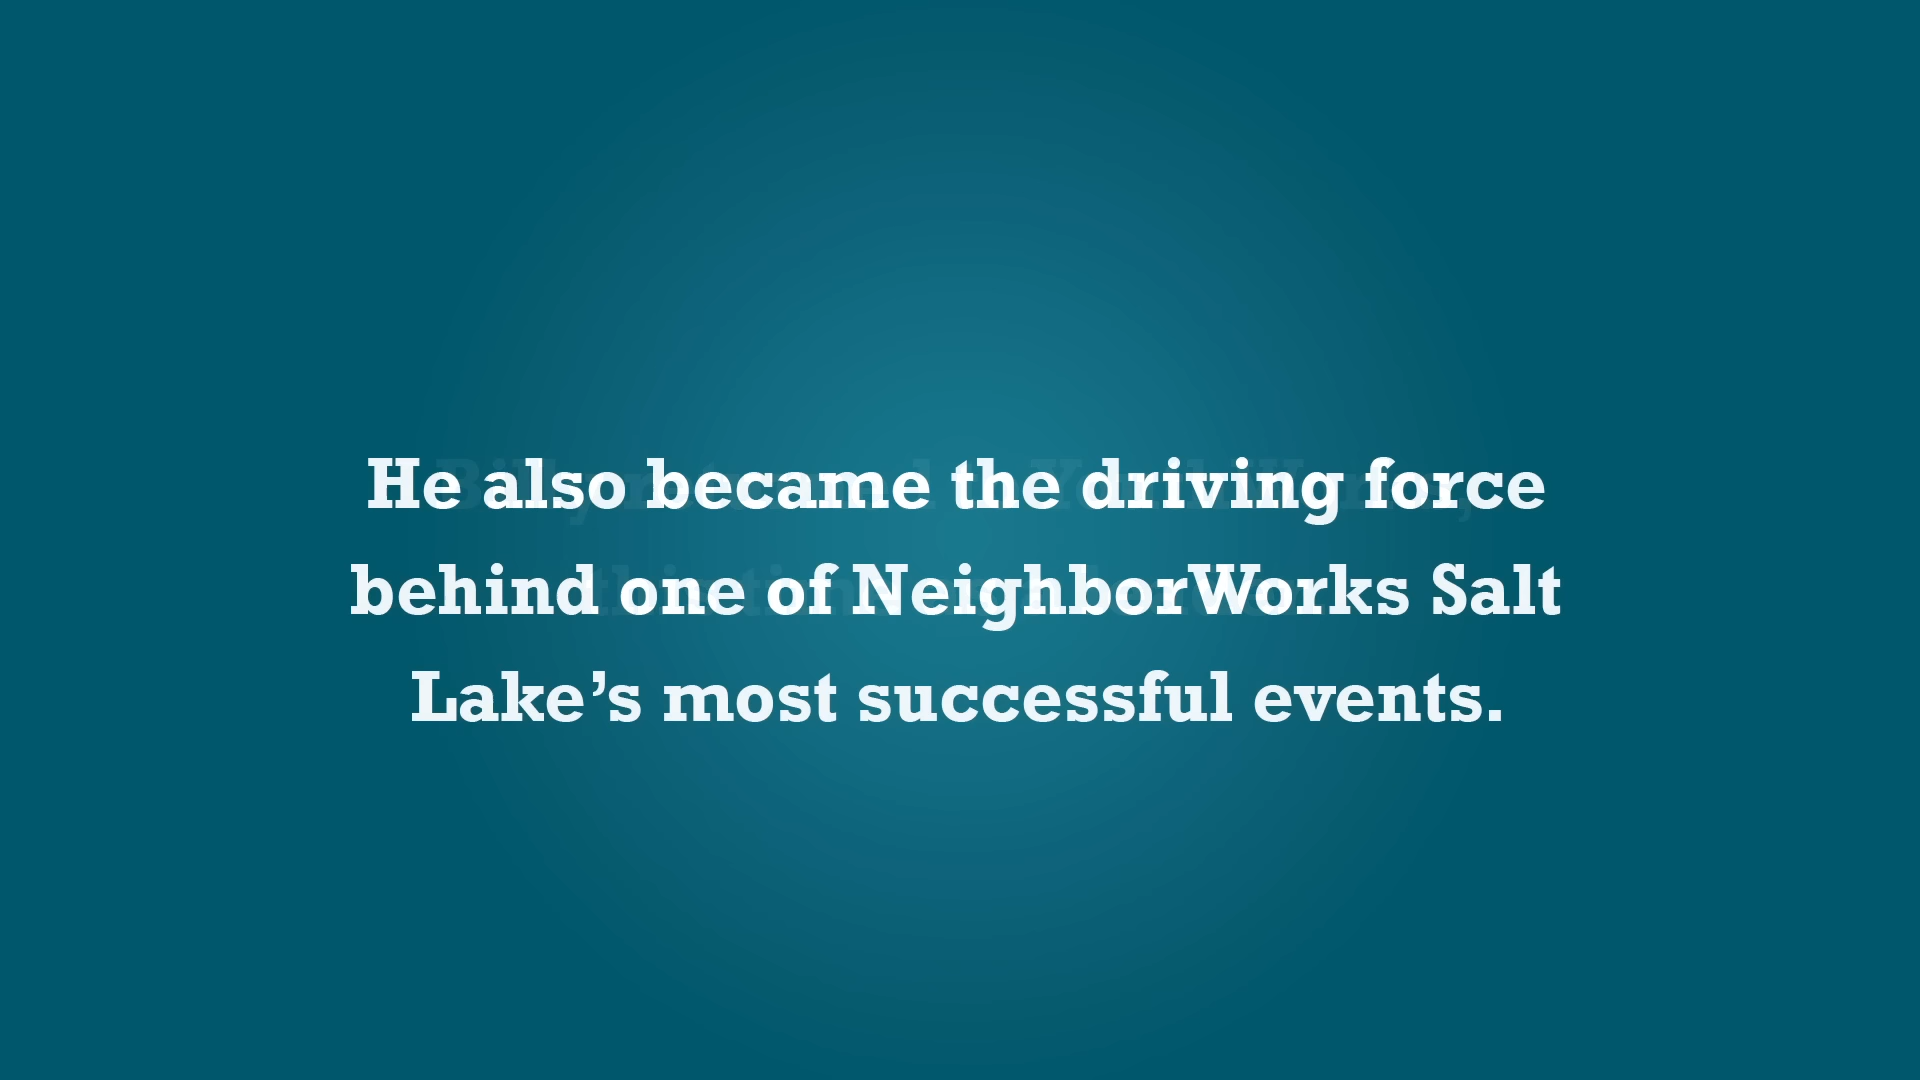 He also became the driving force
behind one of NeighborWorks Salt
Lake’s most successful events.